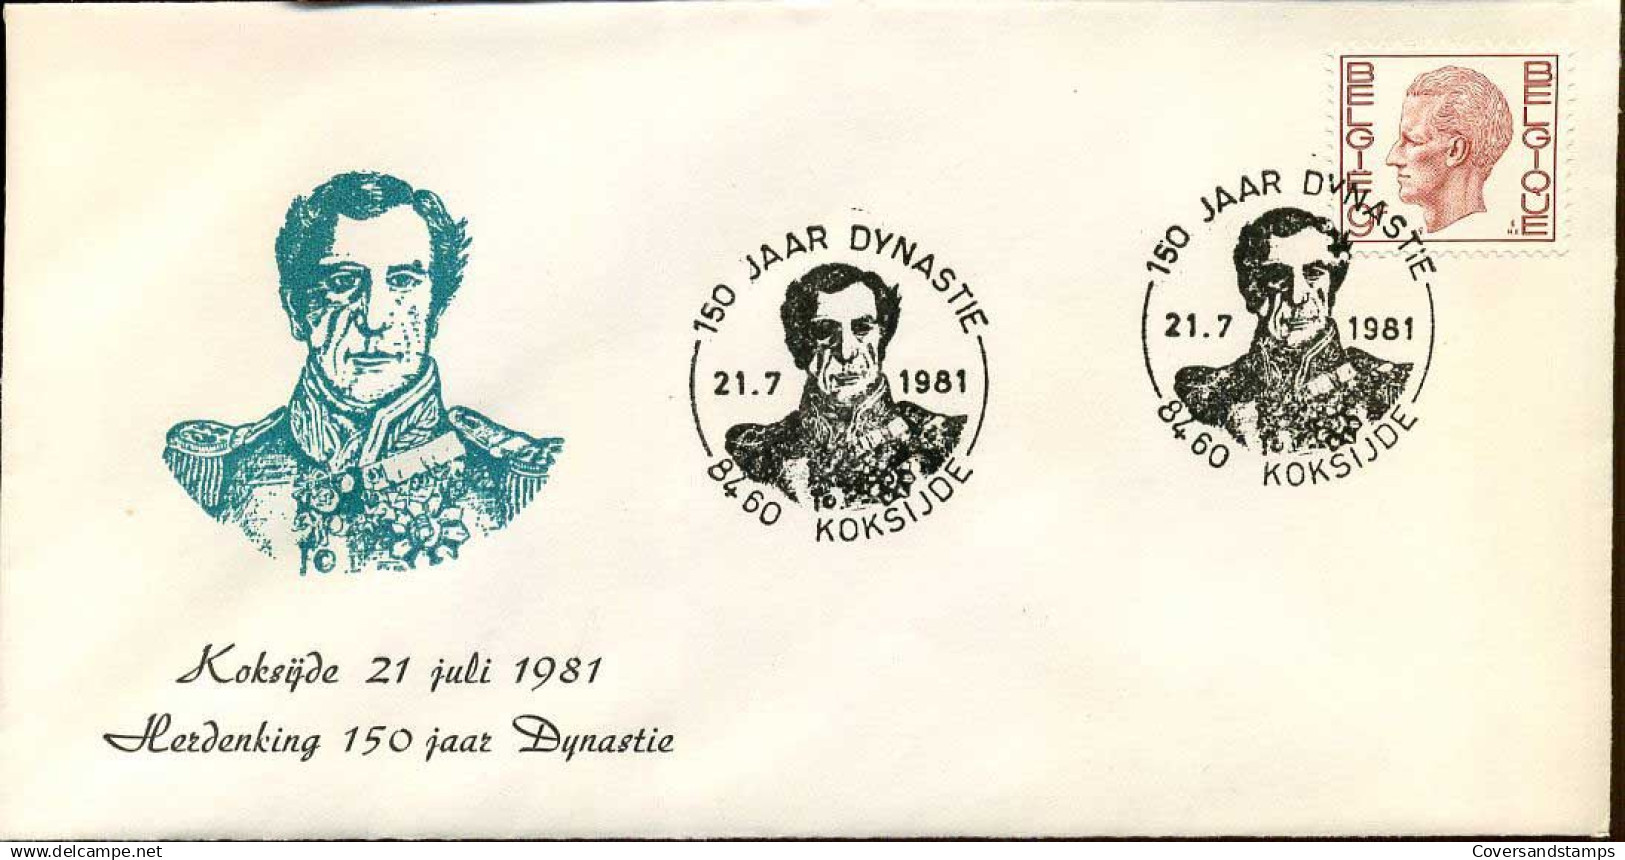 BELGIË
BELGIQUE
9
150 JAAR DYNASTIE
21.7 1981
8460 KOKSIJDE
150 JAAR DYNASTIE
21.7 1981
8460 KOKSIJDE
Koksijde 21 juli 1981
Herdenking 150 jaar Dynastie
www.delcampe.net
Coversandstamps